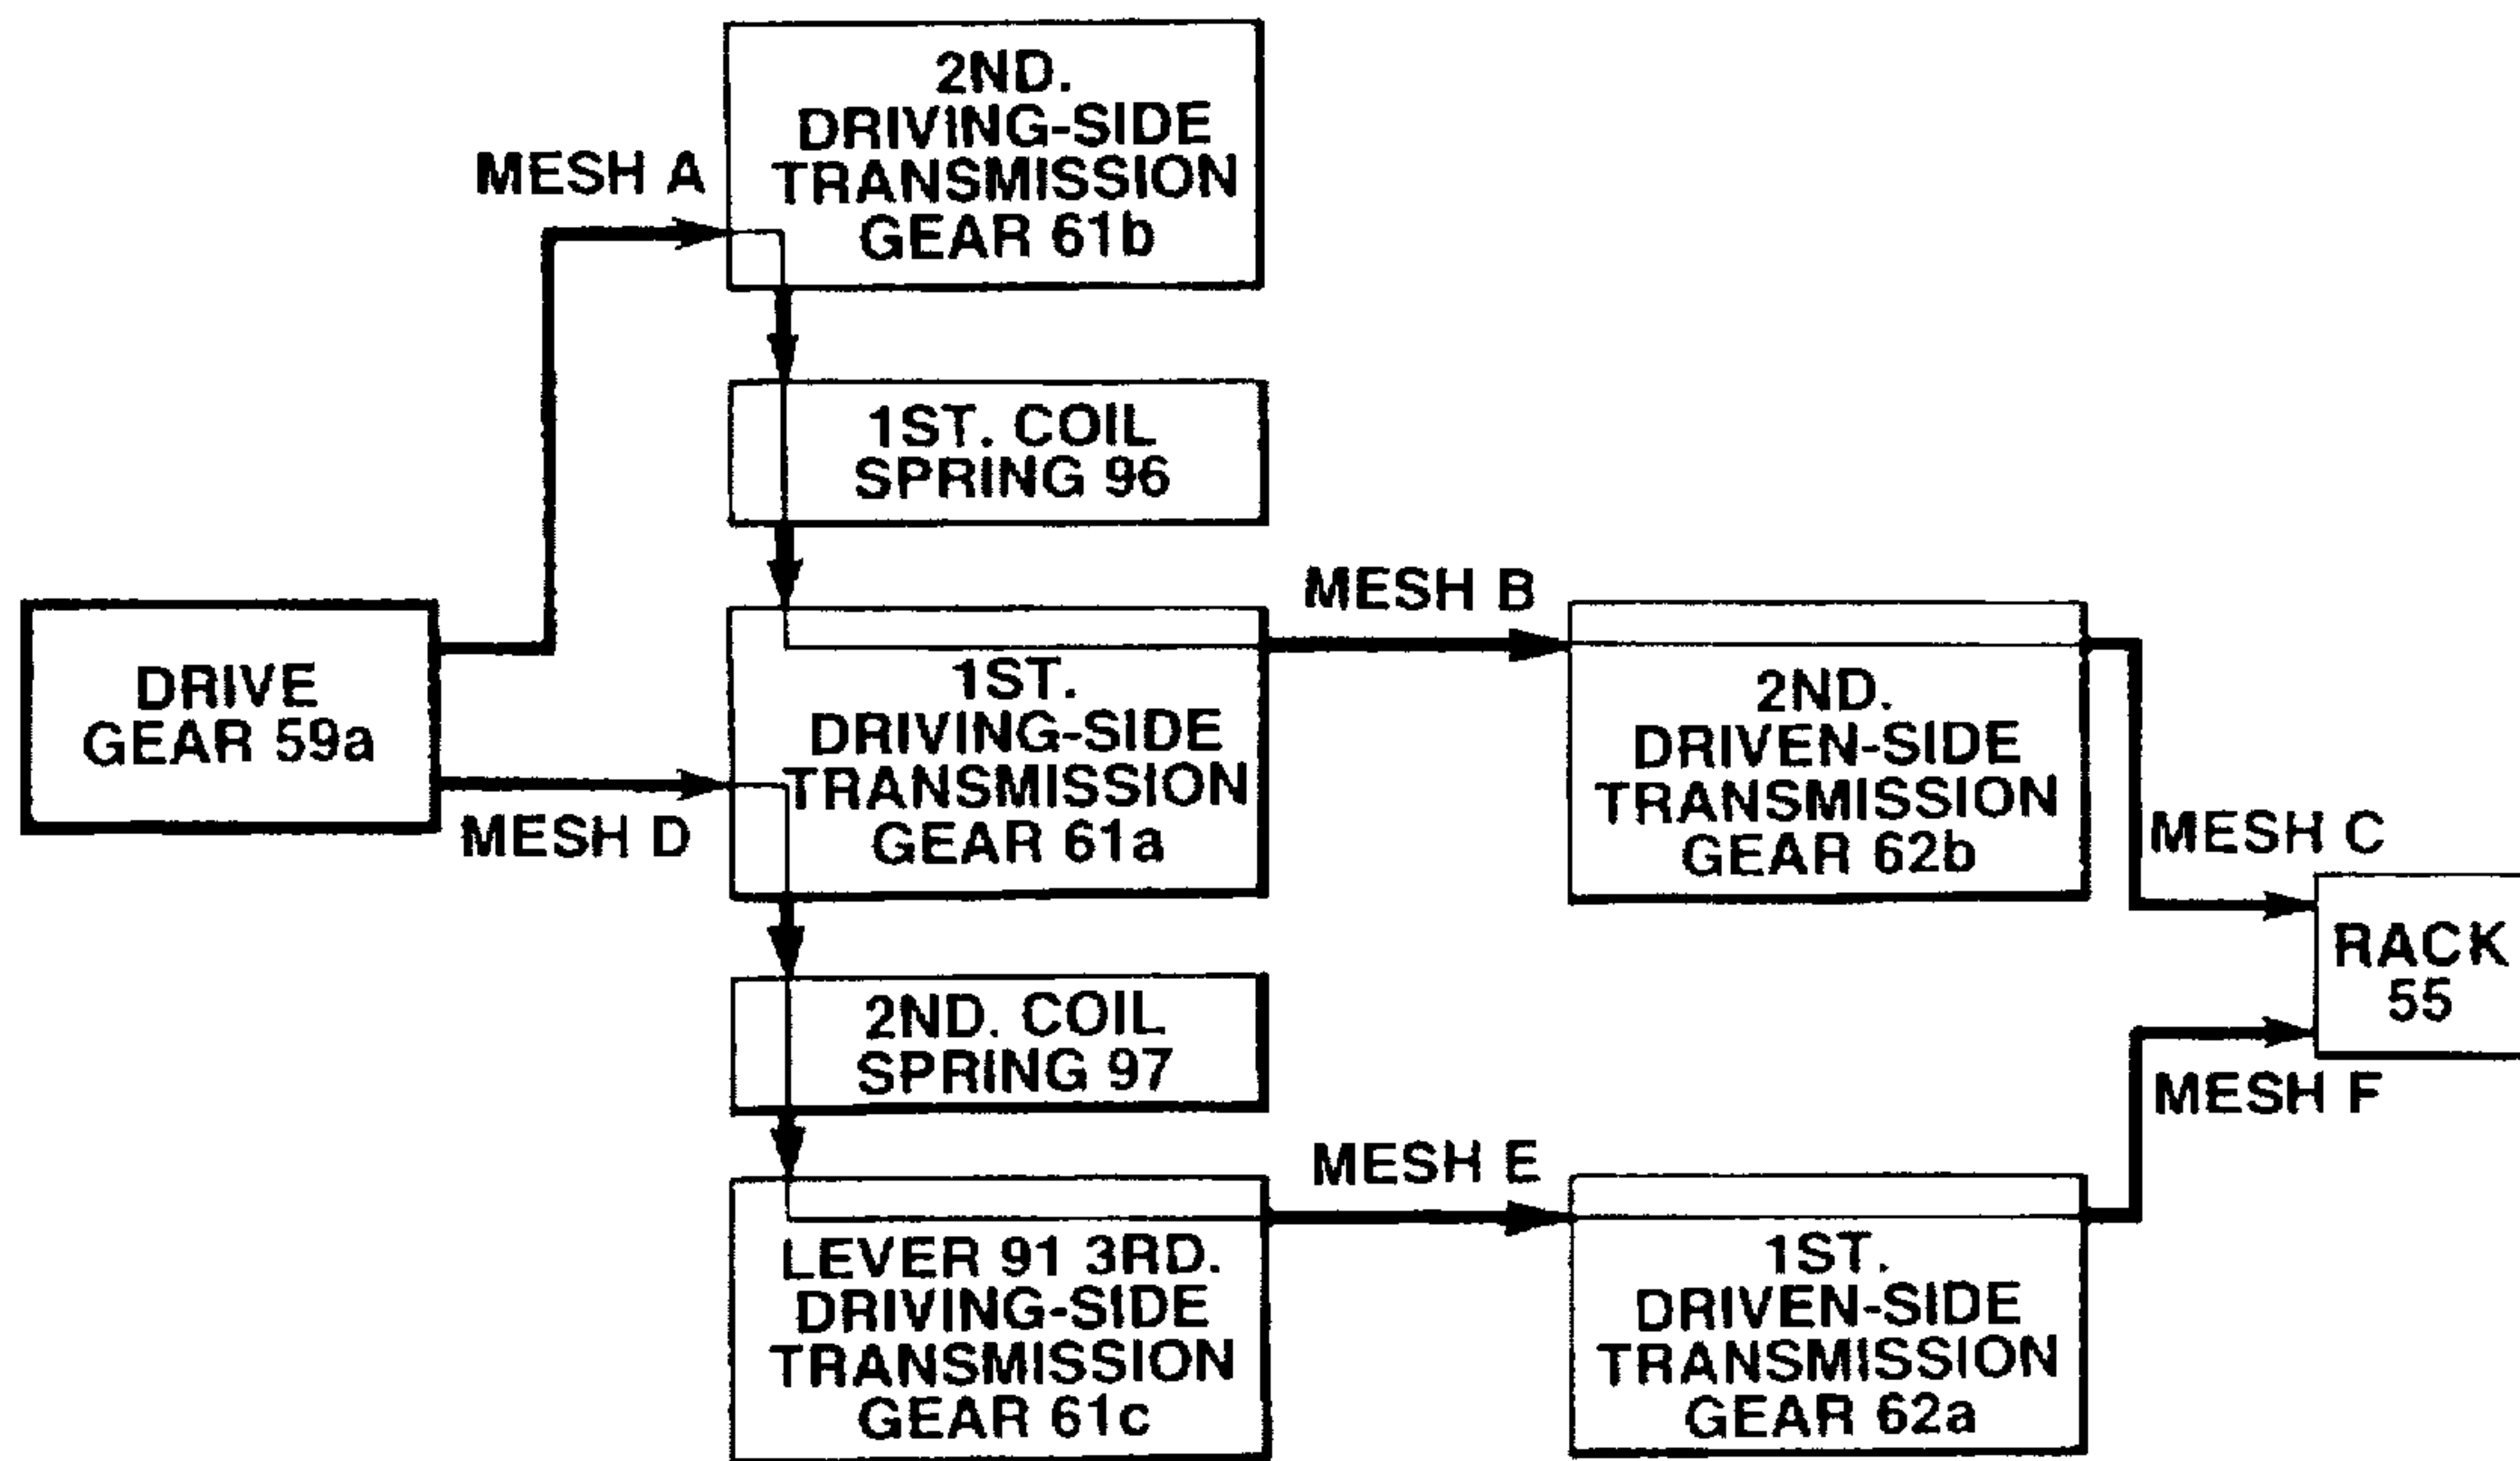 2ND.
DRIVING-SIDE
TRANSMISSION
GEAR 61b
MESH A
1ST. COIL
SPRING 96
MESH B
DRIVE
GEAR 59a
1ST.
DRIVING-SIDE
TRANSMISSION
GEAR 61a
2ND.
DRIVEN-SIDE
TRANSMISSION
GEAR 62b
MESH D
MESH C
RACK
55
2ND. COIL
SPRING 97
MESH F
MESH E
LEVER 91 3RD.
DRIVING-SIDE
TRANSMISSION
GEAR 61c
1ST.
DRIVEN-SIDE
TRANSMISSION
GEAR 62a